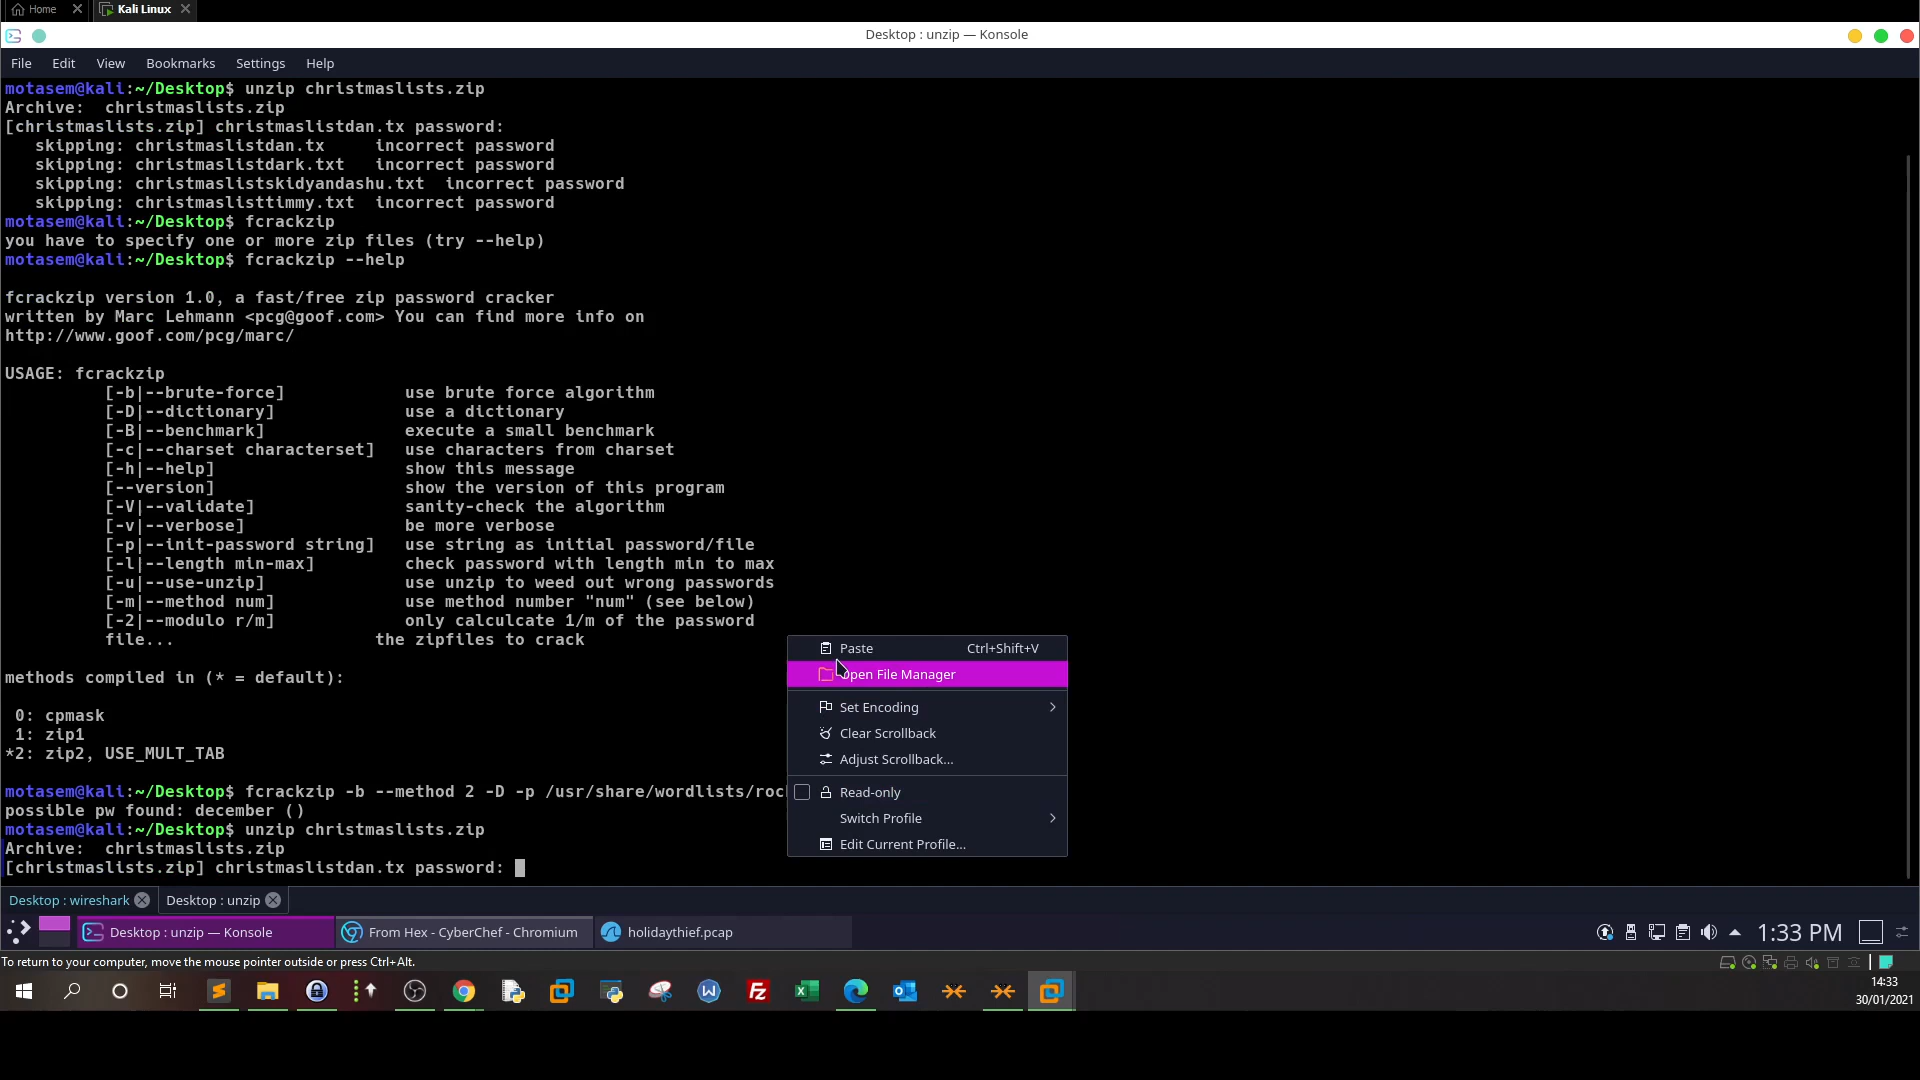 Home
Kali Linux
Desktop : unzip — Konsole
File Edit View Bookmarks Settings Help
motasem@kali:~/Desktop$ unzip christmaslists.zip
Archive:  christmaslists.zip
[christmaslists.zip] christmaslistdan.tx password:
   skipping: christmaslistdan.tx     incorrect password
   skipping: christmaslistdark.txt   incorrect password
   skipping: christmaslistskidyandashu.txt  incorrect password
   skipping: christmaslisttimmy.txt  incorrect password
motasem@kali:~/Desktop$ fcrackzip
you have to specify one or more zip files (try --help)
motasem@kali:~/Desktop$ fcrackzip --help
fcrackzip version 1.0, a fast/free zip password cracker
written by Marc Lehmann <pcg@goof.com> You can find more info on
http://www.goof.com/pcg/marc/
USAGE: fcrackzip
          [-b|--brute-force]            use brute force algorithm
          [-D|--dictionary]             use a dictionary
          [-B|--benchmark]              execute a small benchmark
          [-c|--charset characterset]   use characters from charset
          [-h|--help]                   show this message
          [--version]                   show the version of this program
          [-V|--validate]               sanity-check the algorithm
          [-v|--verbose]                be more verbose
          [-p|--init-password string]   use string as initial password/file
          [-l|--length min-max]         check password with length min to max
          [-u|--use-unzip]              use unzip to weed out wrong passwords
          [-m|--method num]             use method number "num" (see below)
          [-2|--modulo r/m]             only calculcate 1/m of the password
          file...                    the zipfiles to crack
methods compiled in (* = default):
 0: cpmask
 1: zip1
*2: zip2, USE_MULT_TAB
motasem@kali:~/Desktop$ fcrackzip -b --method 2 -D -p /usr/share/wordlists/roc
possible pw found: december ()
motasem@kali:~/Desktop$ unzip christmaslists.zip
Archive:  christmaslists.zip
[christmaslists.zip] christmaslistdan.tx password:
Paste Ctrl+Shift+V
Open File Manager
Set Encoding
Clear Scrollback
Adjust Scrollback...
Read-only
Switch Profile
Edit Current Profile...
Desktop : wireshark
Desktop : unzip
Desktop : unzip — Konsole
From Hex - CyberChef - Chromium
holidaythief.pcap
1:33 PM
To return to your computer, move the mouse pointer outside or press Ctrl+Alt.
14:33
30/01/2021